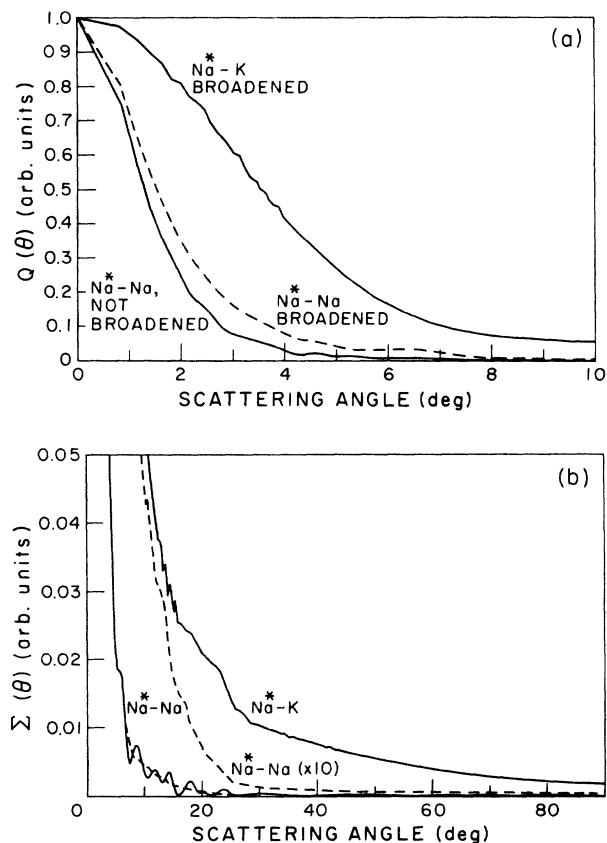 (a)
1.0
0.9
0.8
0.7
0.6
0.5
0.4
0.3
0.2
0.1
0
Q(θ) (arb. units)
*
Na-K
BROADENED
*
Na-Na,
NOT
BROADENED
*
Na-Na
BROADENED
0 2 4 6 8 10
SCATTERING ANGLE (deg)
(b)
0.05
0.04
0.03
0.02
0.01
Σ (θ) (arb. units)
*
Na-Na
*
Na-K
*
Na-Na (x10)
0 20 40 60 80
SCATTERING ANGLE (deg)